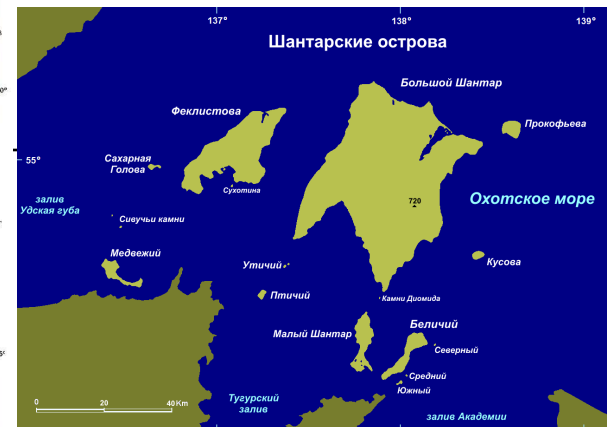 137°
138°
139°
Шантарские острова
Большой Шантар
Феклистова
Прокофьева
55°
Сахарная
Голова
Сухотина
залив
Удская губа
720
Охотское море
Сивучьи камни
Медвежий
Утичий
Кусова
Птичий
Камни Диомида
Малый Шантар
Беличий
Северный
Средний
Южный
0
20
40 Km
Тугурский
залив
залив Академии